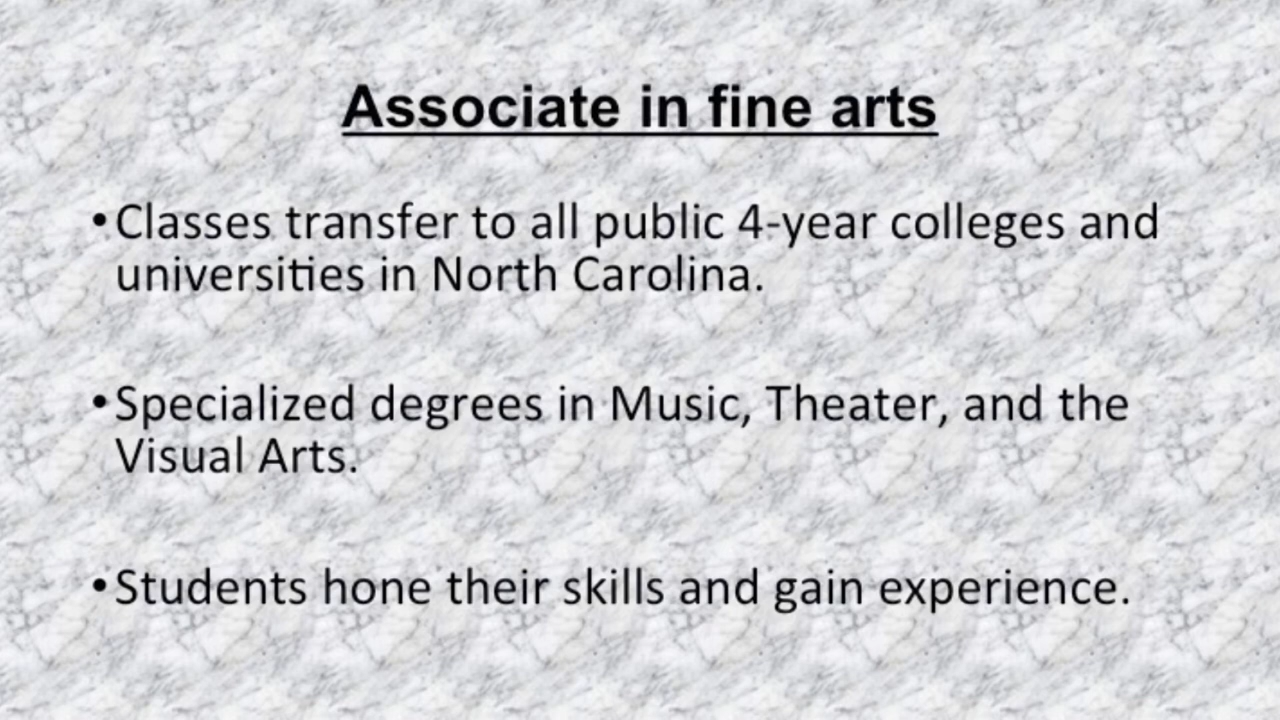 Associate in fine arts
• Classes transfer to all public 4-year colleges and
universities in North Carolina.
• Specialized degrees in Music, Theater, and the
Visual Arts.
• Students hone their skills and gain experience.